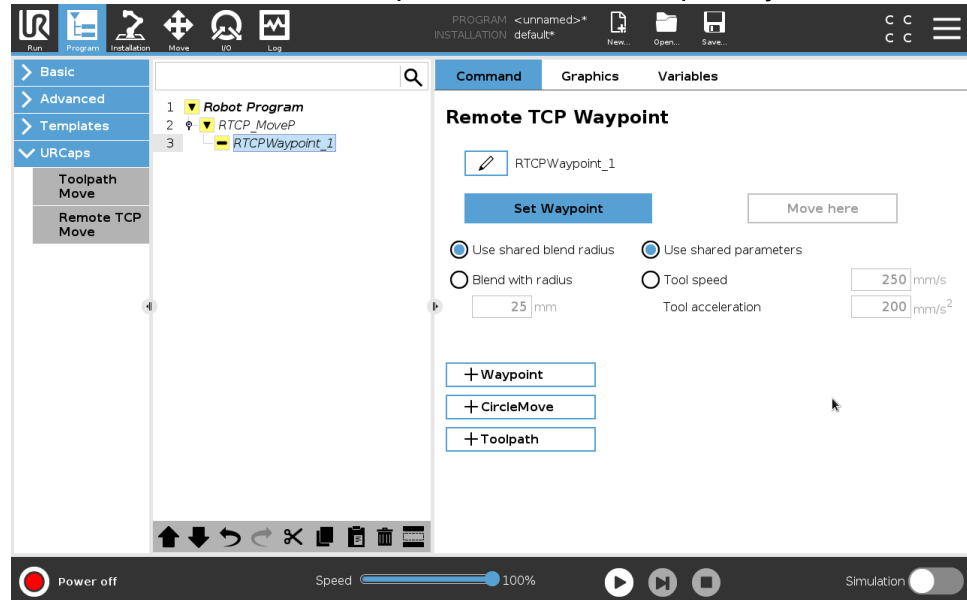 PROGRAM <unnamed>*
INSTALLATION default*
Run
Program
Installation
Move
I/O
Log
New...
Open...
Save...
C C
C C
Basic
Advanced
Templates
URCaps
Toolpath
Move
Remote TCP
Move
1 Robot Program
2 RTCP_MoveP
3 RTCPWaypoint_1
Command
Graphics
Variables
Remote TCP Waypoint
RTCPWaypoint_1
Set Waypoint
Move here
Use shared blend radius
Use shared parameters
Blend with radius
Tool speed
250 mm/s
25 mm
Tool acceleration
200 mm/s²
+Waypoint
+CircleMove
+Toolpath
Power off
Speed
100%
Simulation